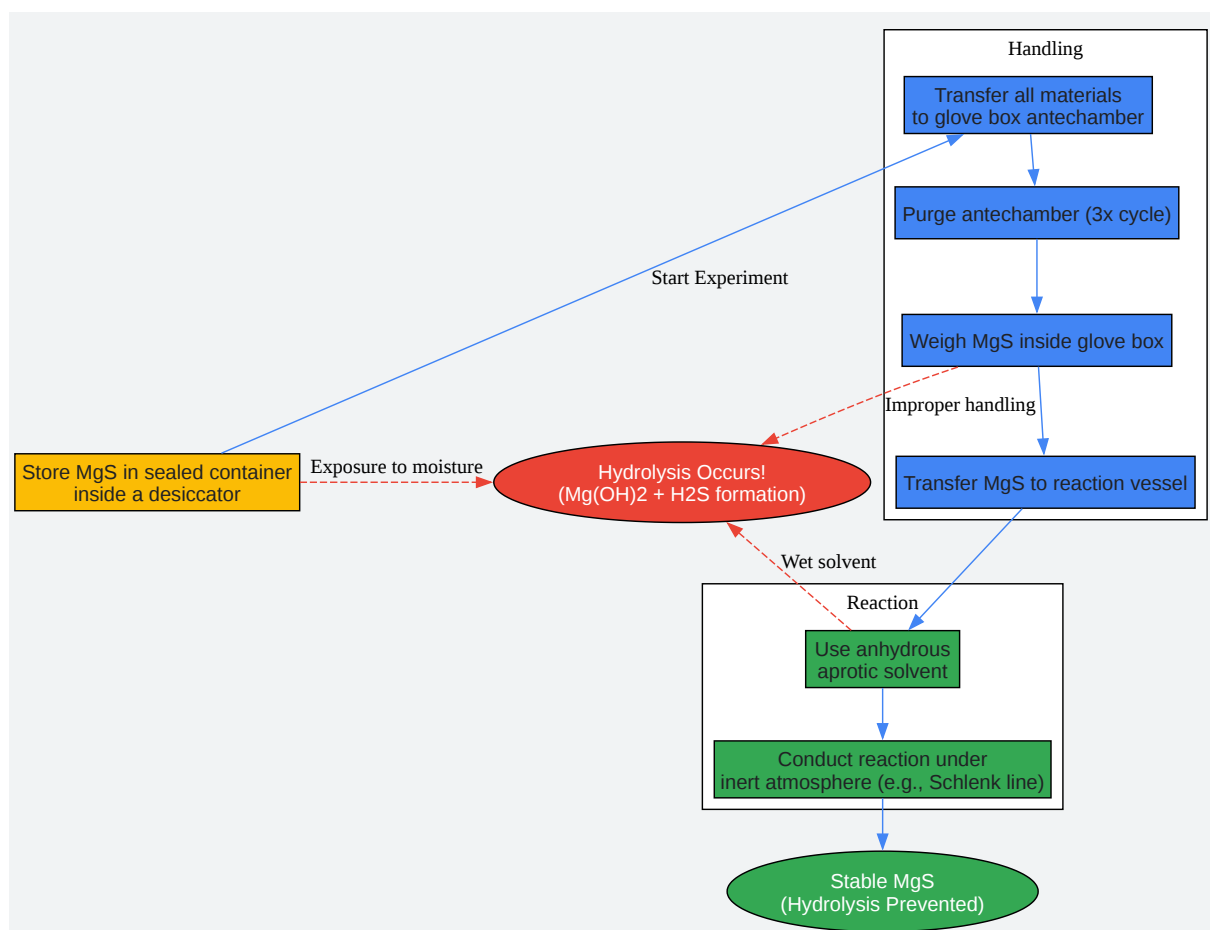 Handling
Transfer all materials
to glove box antechamber
Purge antechamber (3x cycle)
Start Experiment
Weigh MgS inside glove box
Improper handling
Store MgS in sealed container
inside a desiccator
Exposure to moisture
Hydrolysis Occurs!
(Mg(OH)2 + H2S formation)
Transfer MgS to reaction vessel
Wet solvent
Reaction
Use anhydrous
aprotic solvent
Conduct reaction under
inert atmosphere (e.g., Schlenk line)
Stable MgS
(Hydrolysis Prevented)